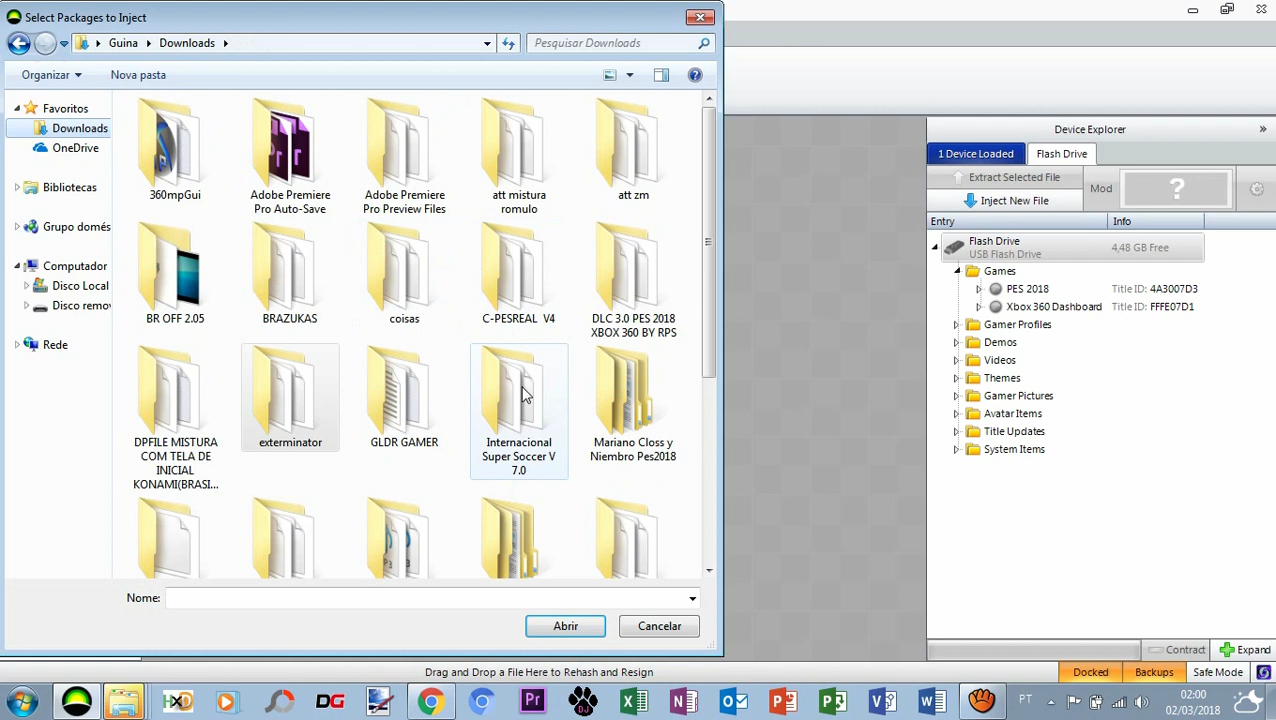 Select Packages to Inject
Guina
Downloads
Pesquisar Downloads
Organizar
Nova pasta
Favoritos
Downloads
OneDrive
Bibliotecas
Grupo domés
Computador
Disco Local
Disco remov
Rede
360mpGui
Adobe Premiere
Pro Auto-Save
Adobe Premiere
Pro Preview Files
att mistura
romulo
att zm
BR OFF 2.05
BRAZUKAS
coisas
C-PESREAL V4
DLC 3.0 PES 2018
XBOX 360 BY RPS
DPFILE MISTURA
COM TELA DE
INICIAL
KONAMI(BRASI...
exterminator
GLDR GAMER
Internacional
Super Soccer V
7.0
Mariano Closs y
Niembro Pes2018
Nome:
Abrir
Cancelar
Device Explorer
1 Device Loaded
Flash Drive
Extract Selected File
Mod
?
Inject New File
Entry
Info
Flash Drive
USB Flash Drive
4,48 GB Free
Games
PES 2018
Title ID: 4A3007D3
Xbox 360 Dashboard
Title ID: FFFE07D1
Gamer Profiles
Demos
Videos
Themes
Gamer Pictures
Avatar Items
Title Updates
System Items
Contract
Expand
Drag and Drop a File Here to Rehash and Resign
Docked
Backups
Safe Mode
HXD
DG
Pr
DJ
PT
02:00
02/03/2018